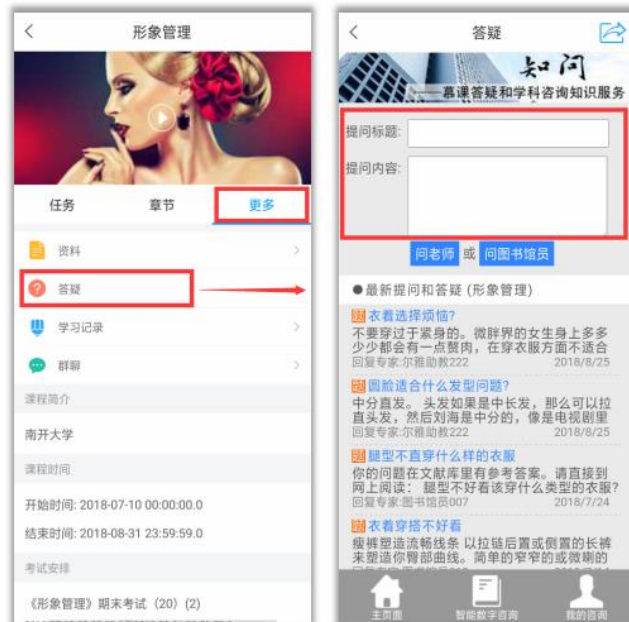 形象管理
任务
章节
更多
资料
答疑
学习记录
群聊
课程简介
南开大学
课程时间
开始时间: 2018-07-10 00:00:00.0
结束时间: 2018-08-31 23:59:59.0
考试安排
《形象管理》期末考试（20）(2)
答疑
知问
——慕课答疑和学科咨询知识服务
提问标题:
提问内容:
问老师 或 问图书馆员
●最新提问和答疑 (形象管理)
题 衣着选择烦恼?
不要穿过于紧身的。微胖界的女生身上多多
少少都会有一点赘肉，在穿衣服方面不适合
回复专家:尔雅助教222 2018/8/25
题 圆脸适合什么发型问题?
中分直发。 头发如果是中长发，那么可以拉
直头发，然后刘海是中分的，像是电视剧里
回复专家:尔雅助教222 2018/8/25
题 腿型不直穿什么样的衣服
你的问题在文献库里有参考答案。请直接到
网上阅读： 腿型不好看该穿什么类型的衣服?
回复专家:图书馆员007 2018/7/24
题 衣着穿搭不好看
瘦裤塑造流畅线条 以拉链后置或侧置的长裤
来塑造你臀部曲线。简单的窄窄的或微喇的
主页面
智能数字咨询
我的咨询